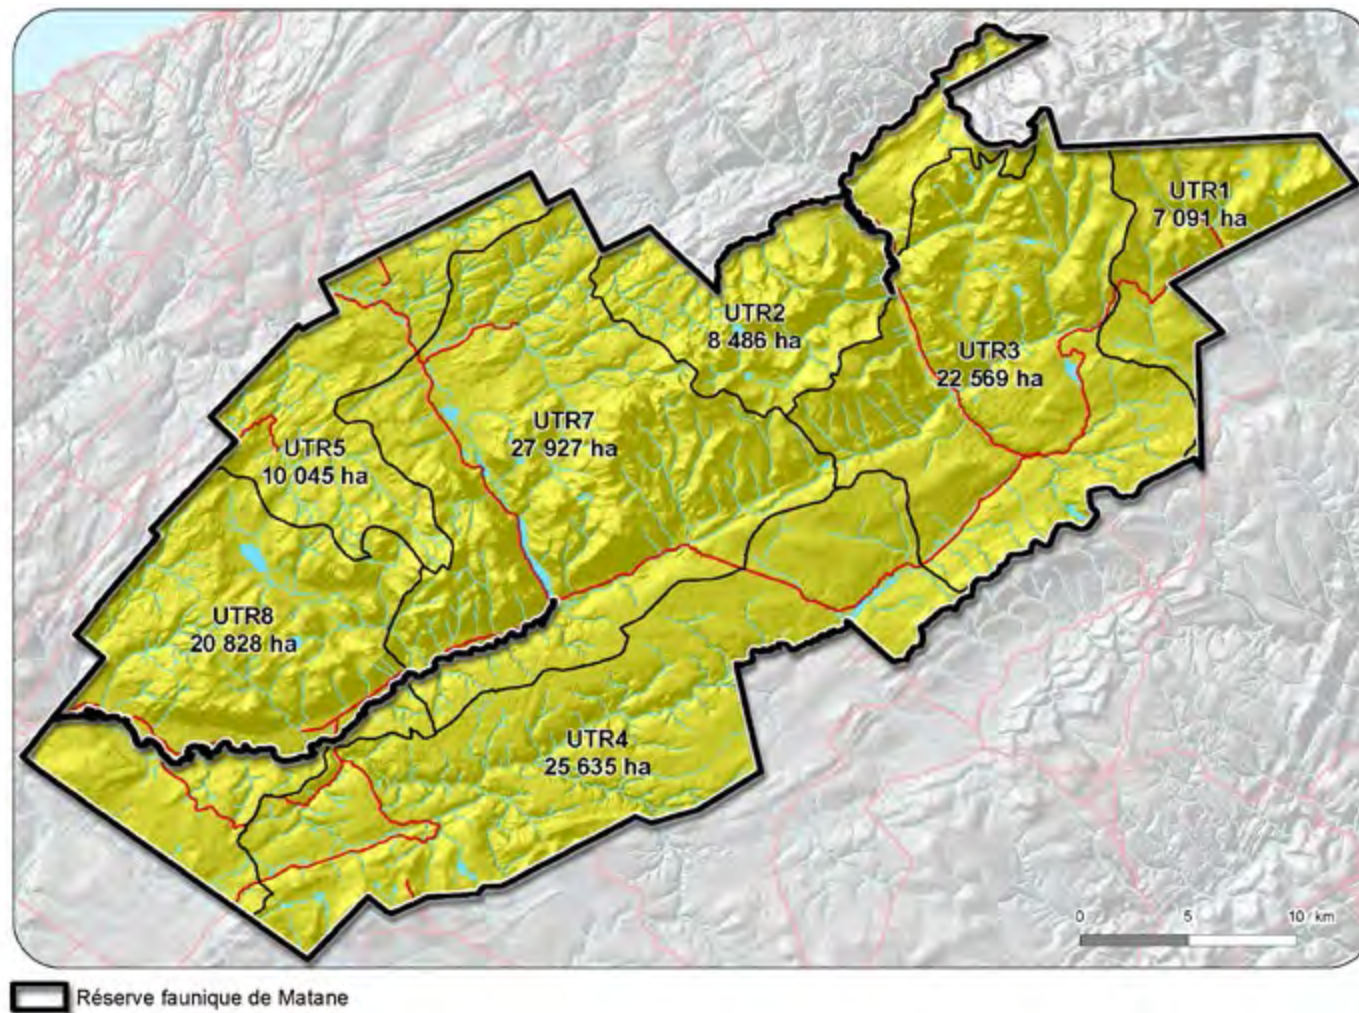 UTR1
7 091 ha
UTR2
8 486 ha
UTR3
22 569 ha
UTR7
27 927 ha
UTR5
10 045 ha
UTR8
20 828 ha
UTR4
25 635 ha
0 5 10 km
Réserve faunique de Matane